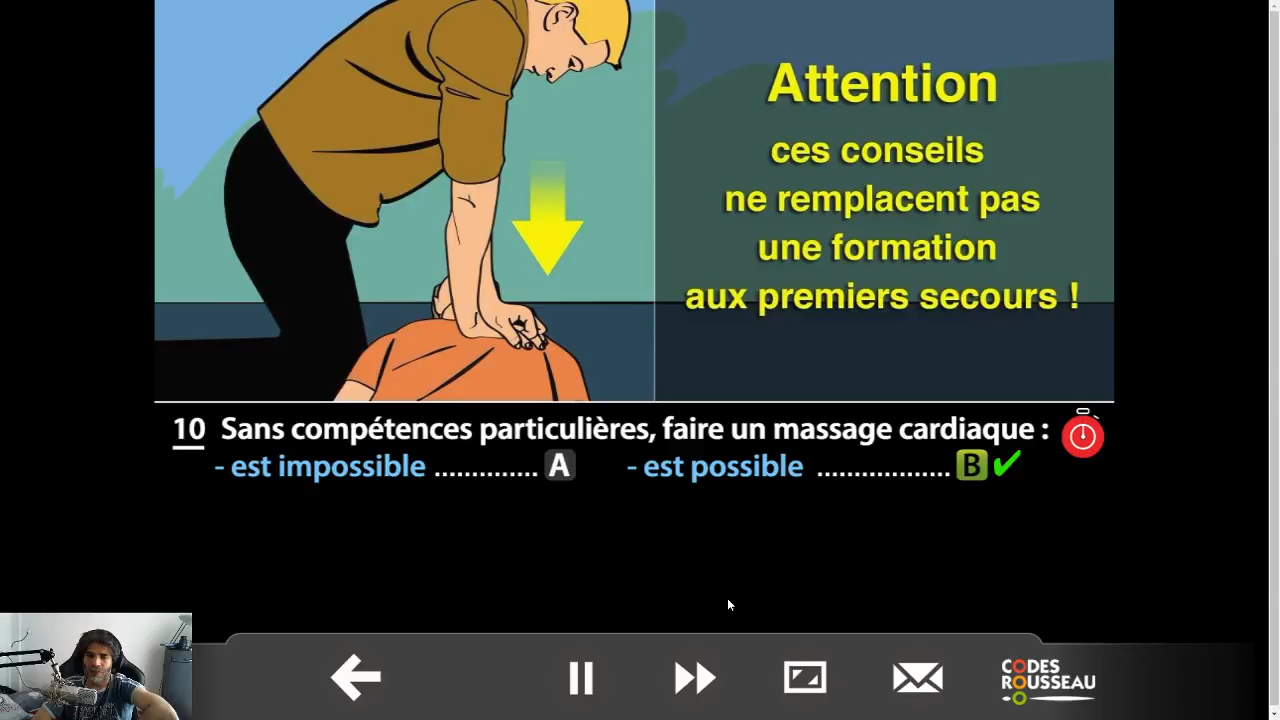 Attention
ces conseils
ne remplacent pas
une formation
aux premiers secours !
10 Sans compétences particulières, faire un massage cardiaque :
- est impossible .............. A - est possible .................. B
CODES
ROUSSEAU